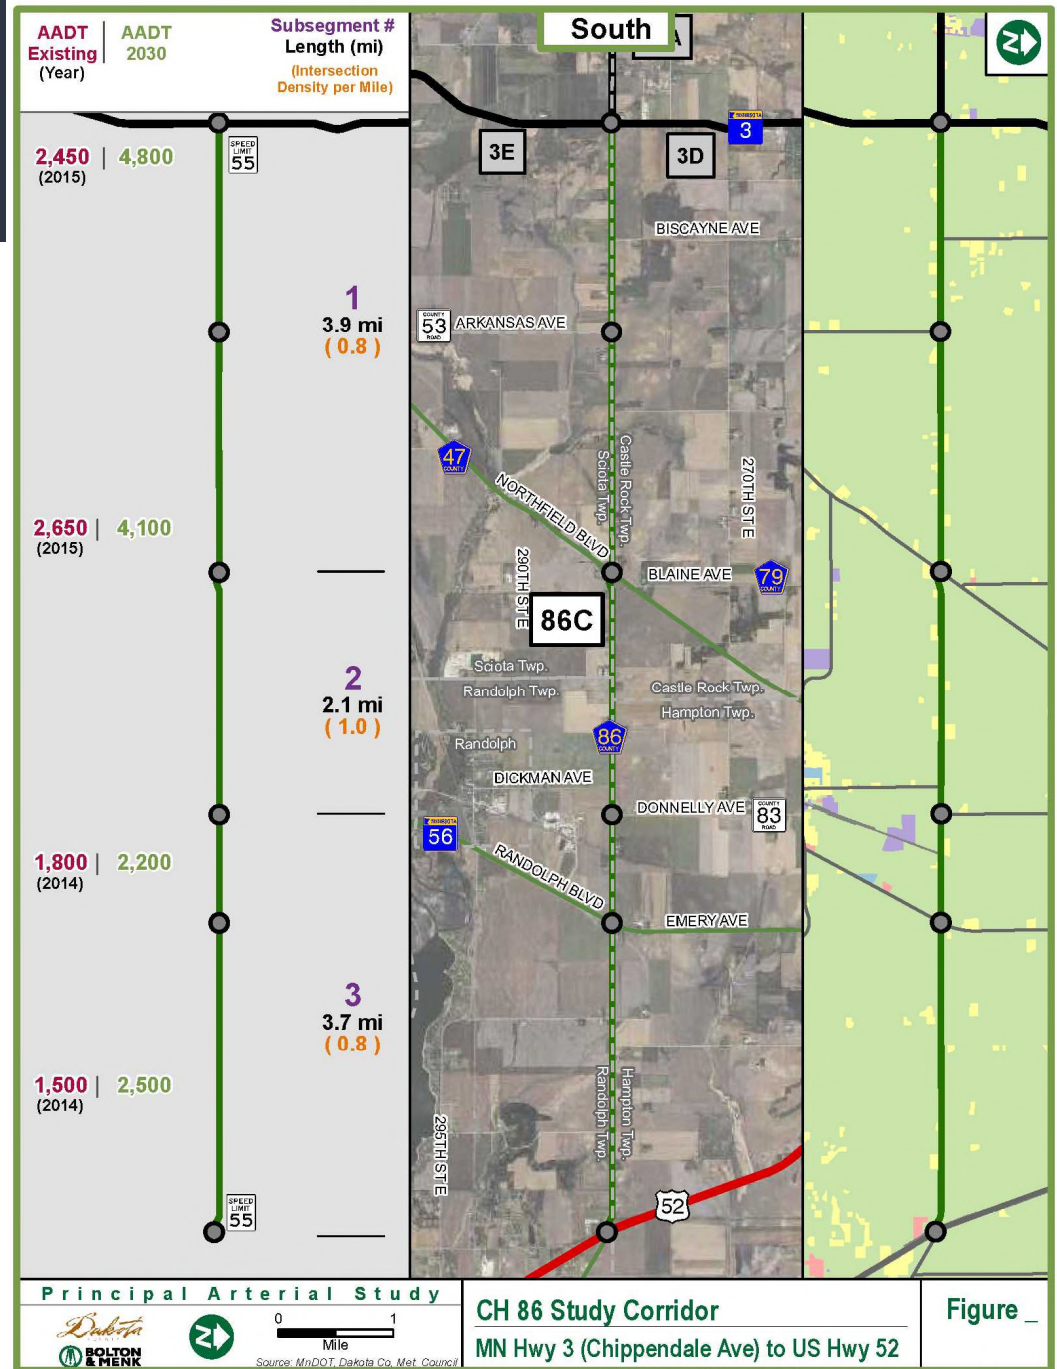 South
AADT
Existing
(Year)
AADT
2030
Subsegment #
Length (mi)
(Intersection
Density per Mile)
A
N
2,450 | 4,800
(2015)
SPEED
LIMIT
55
1
3.9 mi
( 0.8 )
2,650 | 4,100
(2015)
2
2.1 mi
( 1.0 )
1,800 | 2,200
(2014)
3
3.7 mi
( 0.8 )
1,500 | 2,500
(2014)
SPEED
LIMIT
55
3E
3D
MINNESOTA
3
BISCAYNE AVE
COUNTY
53
ROAD
ARKANSAS AVE
47
COUNTY
NORTHFIELD BLVD
Sciota Twp.
Castle Rock Twp.
270TH ST E
290TH ST E
BLAINE AVE
79
COUNTY
86C
Sciota Twp.
Randolph Twp.
Castle Rock Twp.
Hampton Twp.
86
COUNTY
Randolph
DICKMAN AVE
DONNELLY AVE
COUNTY
83
ROAD
MINNESOTA
56
RANDOLPH BLVD
EMERY AVE
Randolph Twp.
Hampton Twp.
295TH ST E
52
Principal Arterial Study
Dakota
BOLTON
& MENK
N
0 1
Mile
Source: MnDOT, Dakota Co, Met. Council
CH 86 Study Corridor
MN Hwy 3 (Chippendale Ave) to US Hwy 52
Figure _